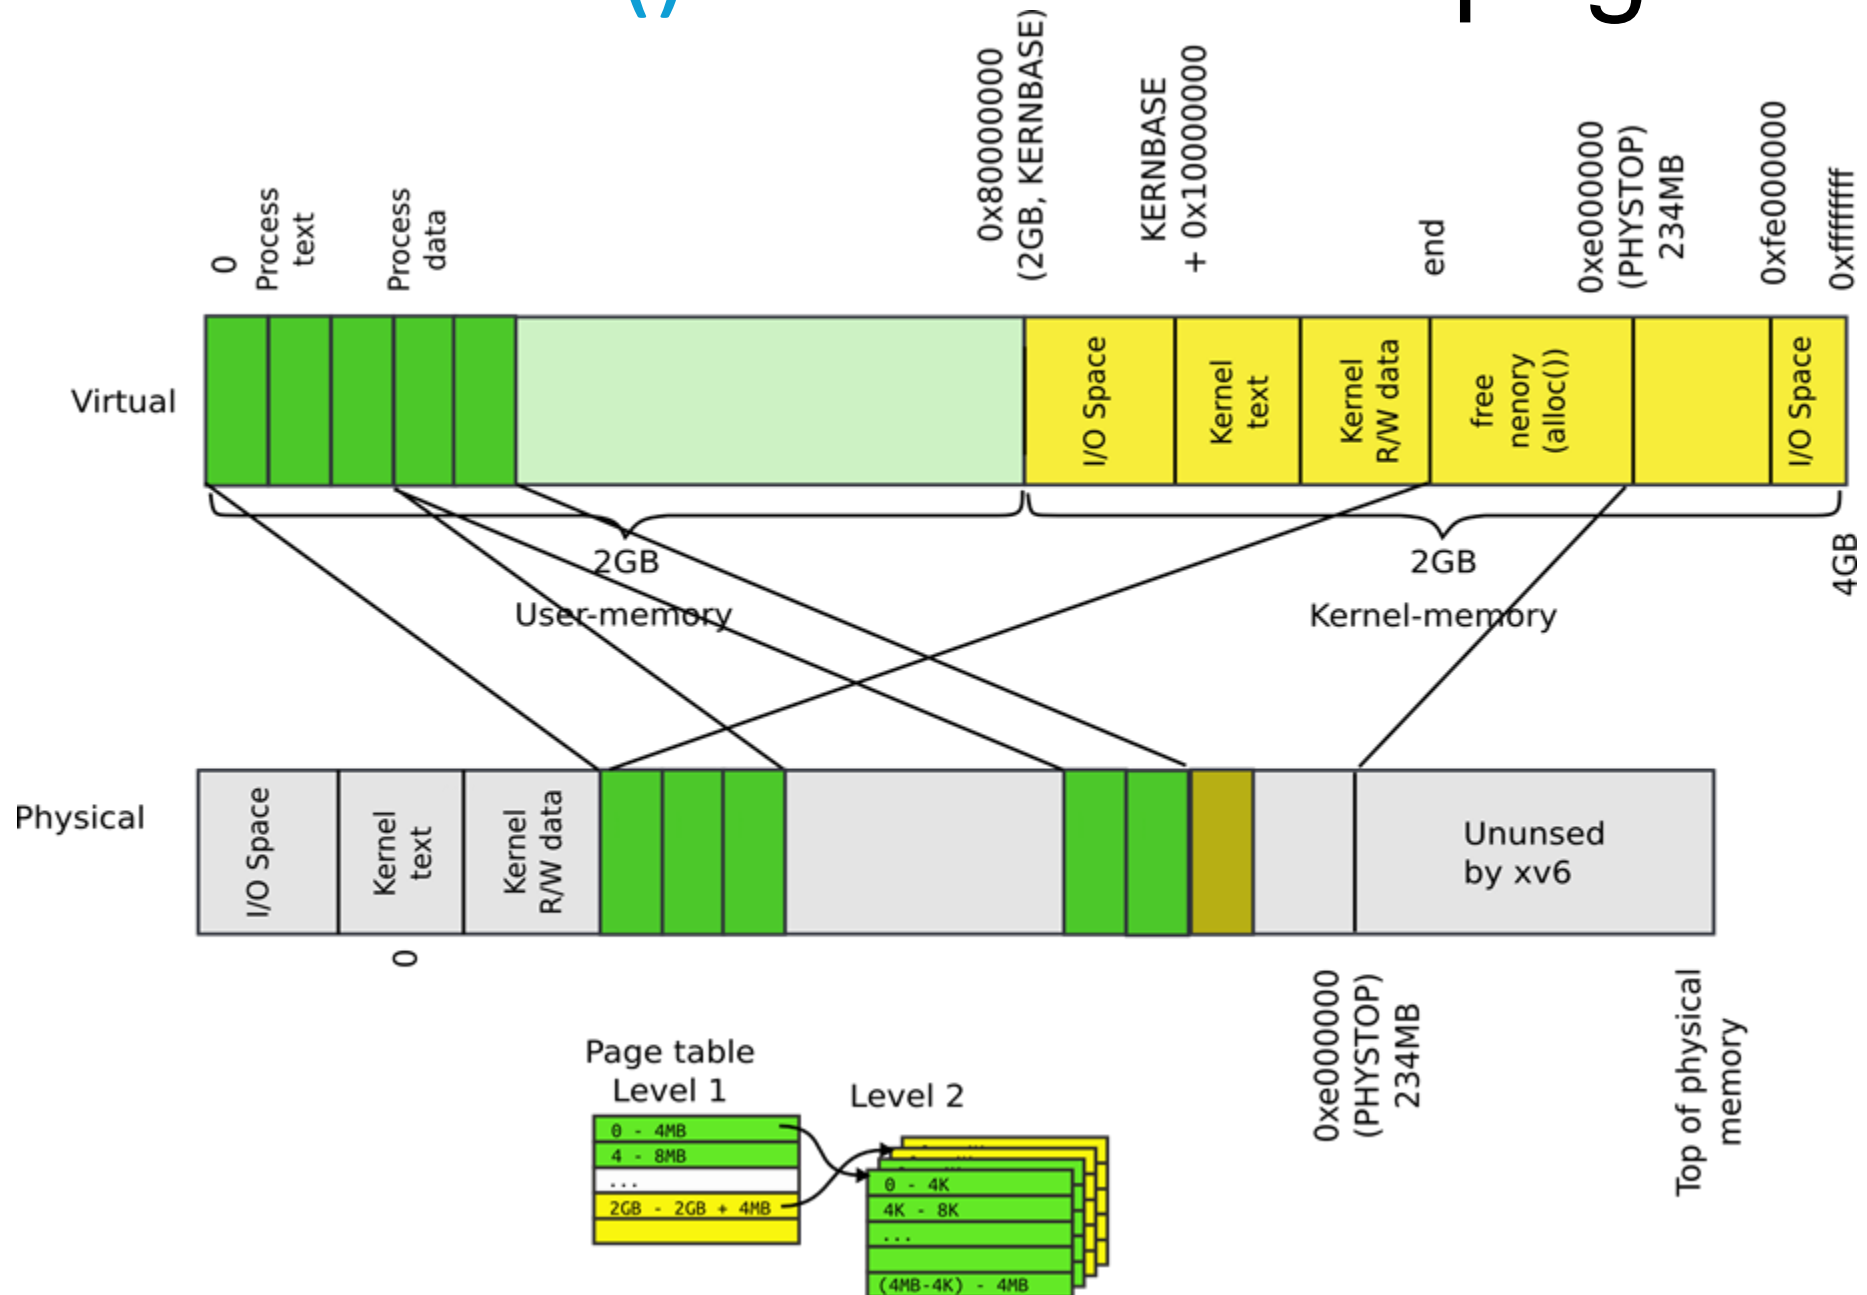 ()
0
Process
text
Process
data
0x80000000
(2GB, KERNBASE)
KERNBASE
+ 0x10000000
end
0xe000000
(PHYSTOP)
234MB
0xfe000000
0xffffffff
Virtual
I/O Space
Kernel
text
Kernel
R/W data
free
nenory
(alloc())
I/O Space
2GB
2GB
4GB
User-memory
Kernel-memory
Physical
I/O Space
Kernel
text
Kernel
R/W data
Ununsed
by xv6
0
0xe000000
(PHYSTOP)
234MB
Top of physical
memory
Page table
Level 1
Level 2
0 - 4MB
4 - 8MB
...
2GB - 2GB + 4MB
0 - 4K
4K - 8K
...
(4MB-4K) - 4MB